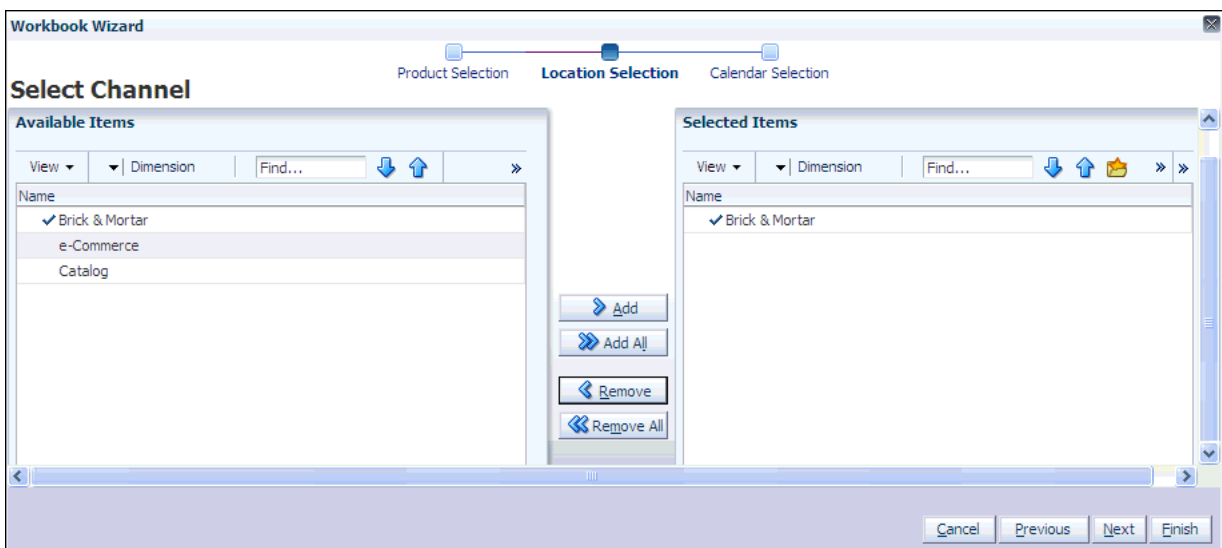 Workbook Wizard
Product Selection Location Selection Calendar Selection
Select Channel
Available Items
View Dimension Find...
Name
Brick & Mortar
e-Commerce
Catalog
Add
Add All
Remove
Remove All
Selected Items
View Dimension Find...
Name
Brick & Mortar
Cancel Previous Next Finish